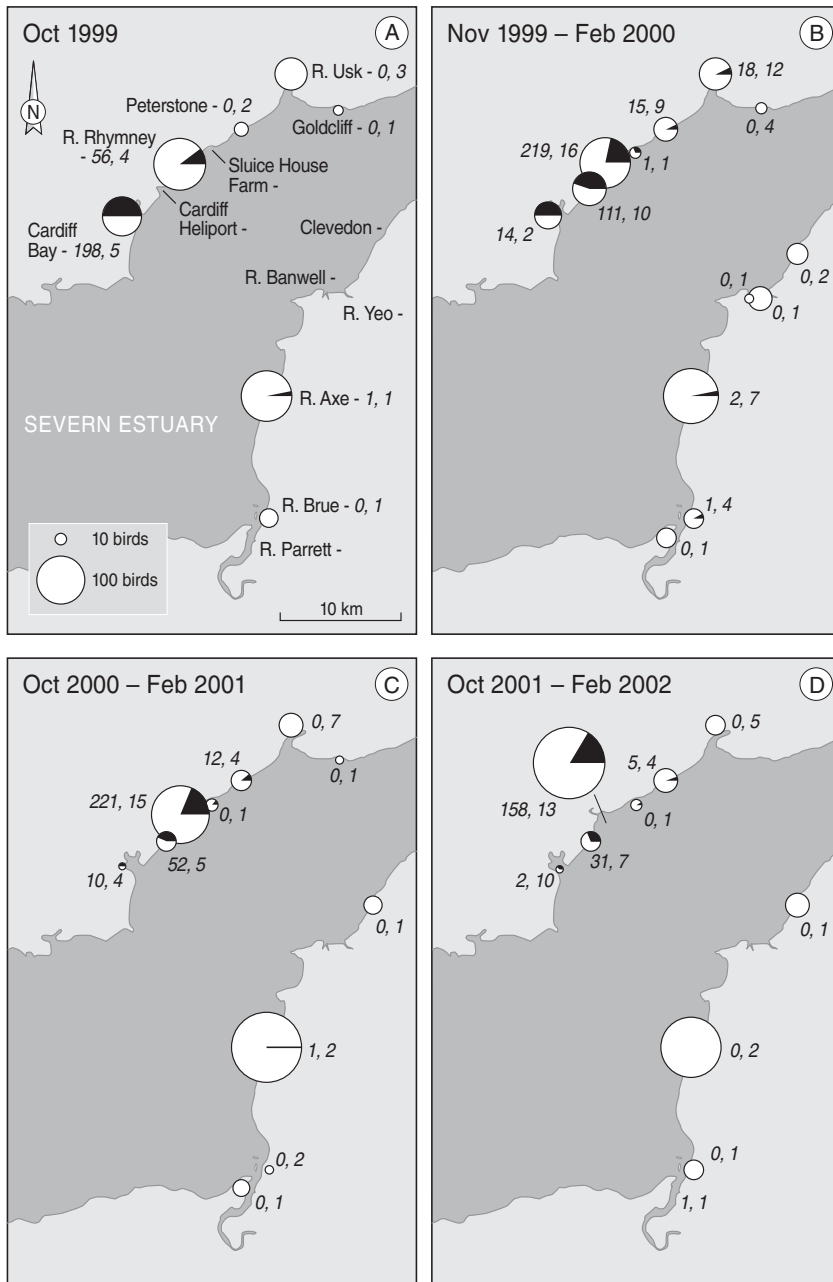 Oct 1999
A
R. Usk - 0, 3
Peterstone - 0, 2
N
Goldcliff - 0, 1
R. Rhymney
- 56, 4
Sluice House
Farm -
Cardiff
Heliport -
Cardiff
Bay - 198, 5
Clevedon -
R. Banwell -
R. Yeo -
R. Axe - 1, 1
SEVERN ESTUARY
R. Brue - 0, 1
10 birds
R. Parrett -
100 birds
10 km
Nov 1999 – Feb 2000
B
18, 12
15, 9
0, 4
219, 16
1, 1
14, 2
111, 10
0, 2
0, 1
0, 1
2, 7
1, 4
0, 1
Oct 2000 – Feb 2001
C
0, 7
12, 4
0, 1
221, 15
0, 1
10, 4
52, 5
0, 1
1, 2
0, 2
0, 1
Oct 2001 – Feb 2002
D
0, 5
5, 4
158, 13
0, 1
31, 7
2, 10
0, 1
0, 2
0, 1
1, 1